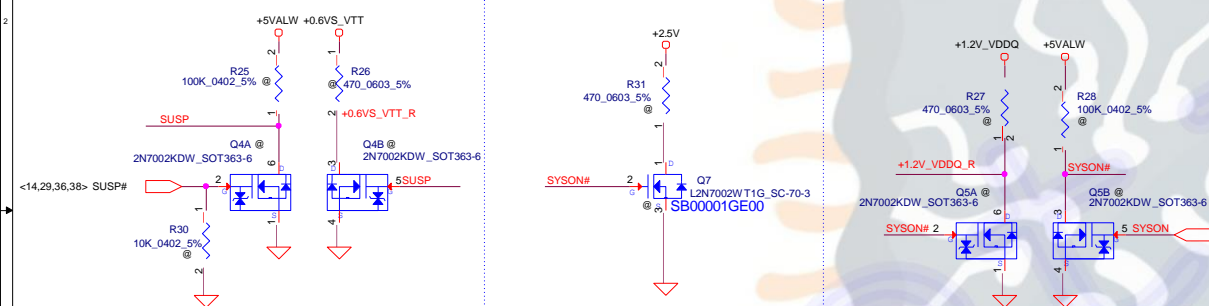 2
+5VALW +0.6VS_VTT
2
1
R25
100K_0402_5%
@
R26
@ 470_0603_5%
1
2
+0.6VS_VTT_R
SUSP
Q4A @
2N7002KDW_SOT363-6
6
D
Q4B @
2N7002KDW_SOT363-6
3
D
<14,29,36,38> SUSP#
2
G
5
G
SUSP
S
1
S
4
1
R30
10K_0402_5%
@
2
+2.5V
2
R31
470_0603_5%
@
1
1
D
SYSON#
2
G
Q7
L2N7002WT1G_SC-70-3
@
S
3
SB00001GE00
+1.2V_VDDQ
+5VALW
R27
470_0603_5%
@
1
2
2
R28
100K_0402_5%
@
1
+1.2V_VDDQ_R
SYSON#
Q5A @
2N7002KDW_SOT363-6
6
D
Q5B @
2N7002KDW_SOT363-6
3
D
SYSON# 2
G
5 SYSON
G
S
1
S
4